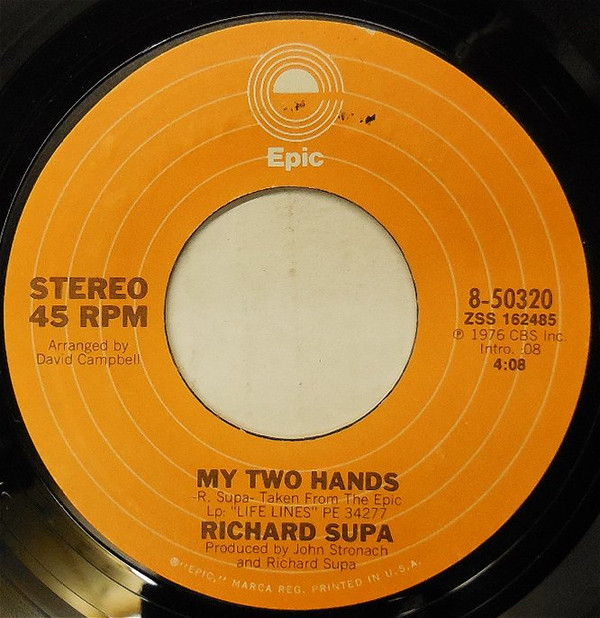 Epic
STEREO
45 RPM
Arranged by
David Campbell
8-50320
ZSS 162485
℗ 1976 CBS Inc.
Intro. :08
4:08
MY TWO HANDS
-R. Supa- Taken From The Epic
Lp: "LIFE LINES" PE 34277
RICHARD SUPA
Produced by John Stronach
and Richard Supa
®"EPIC," MARCA REG. PRINTED IN U.S.A.